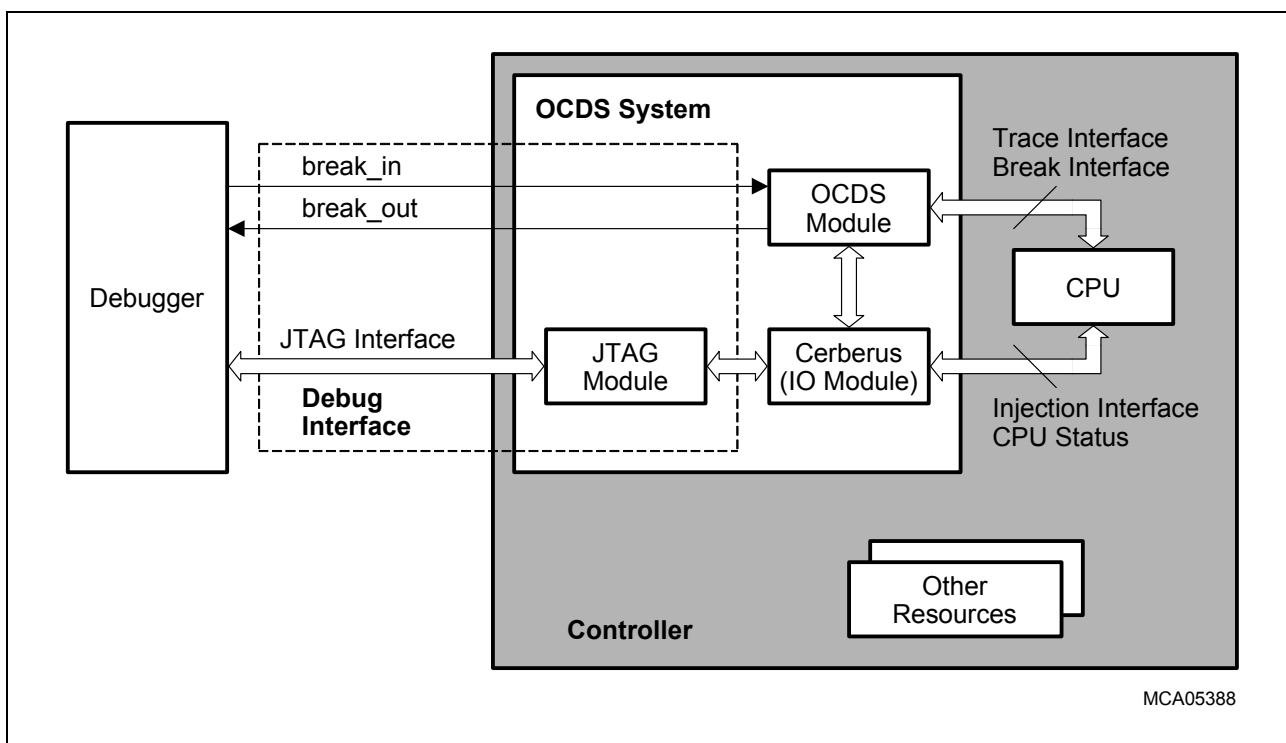 OCDS System
break_in
break_out
OCDS
Module
Trace Interface
Break Interface
CPU
Debugger
JTAG Interface
JTAG
Module
Cerberus
(IO Module)
Debug
Interface
Injection Interface
CPU Status
Other
Resources
Controller
MCA05388